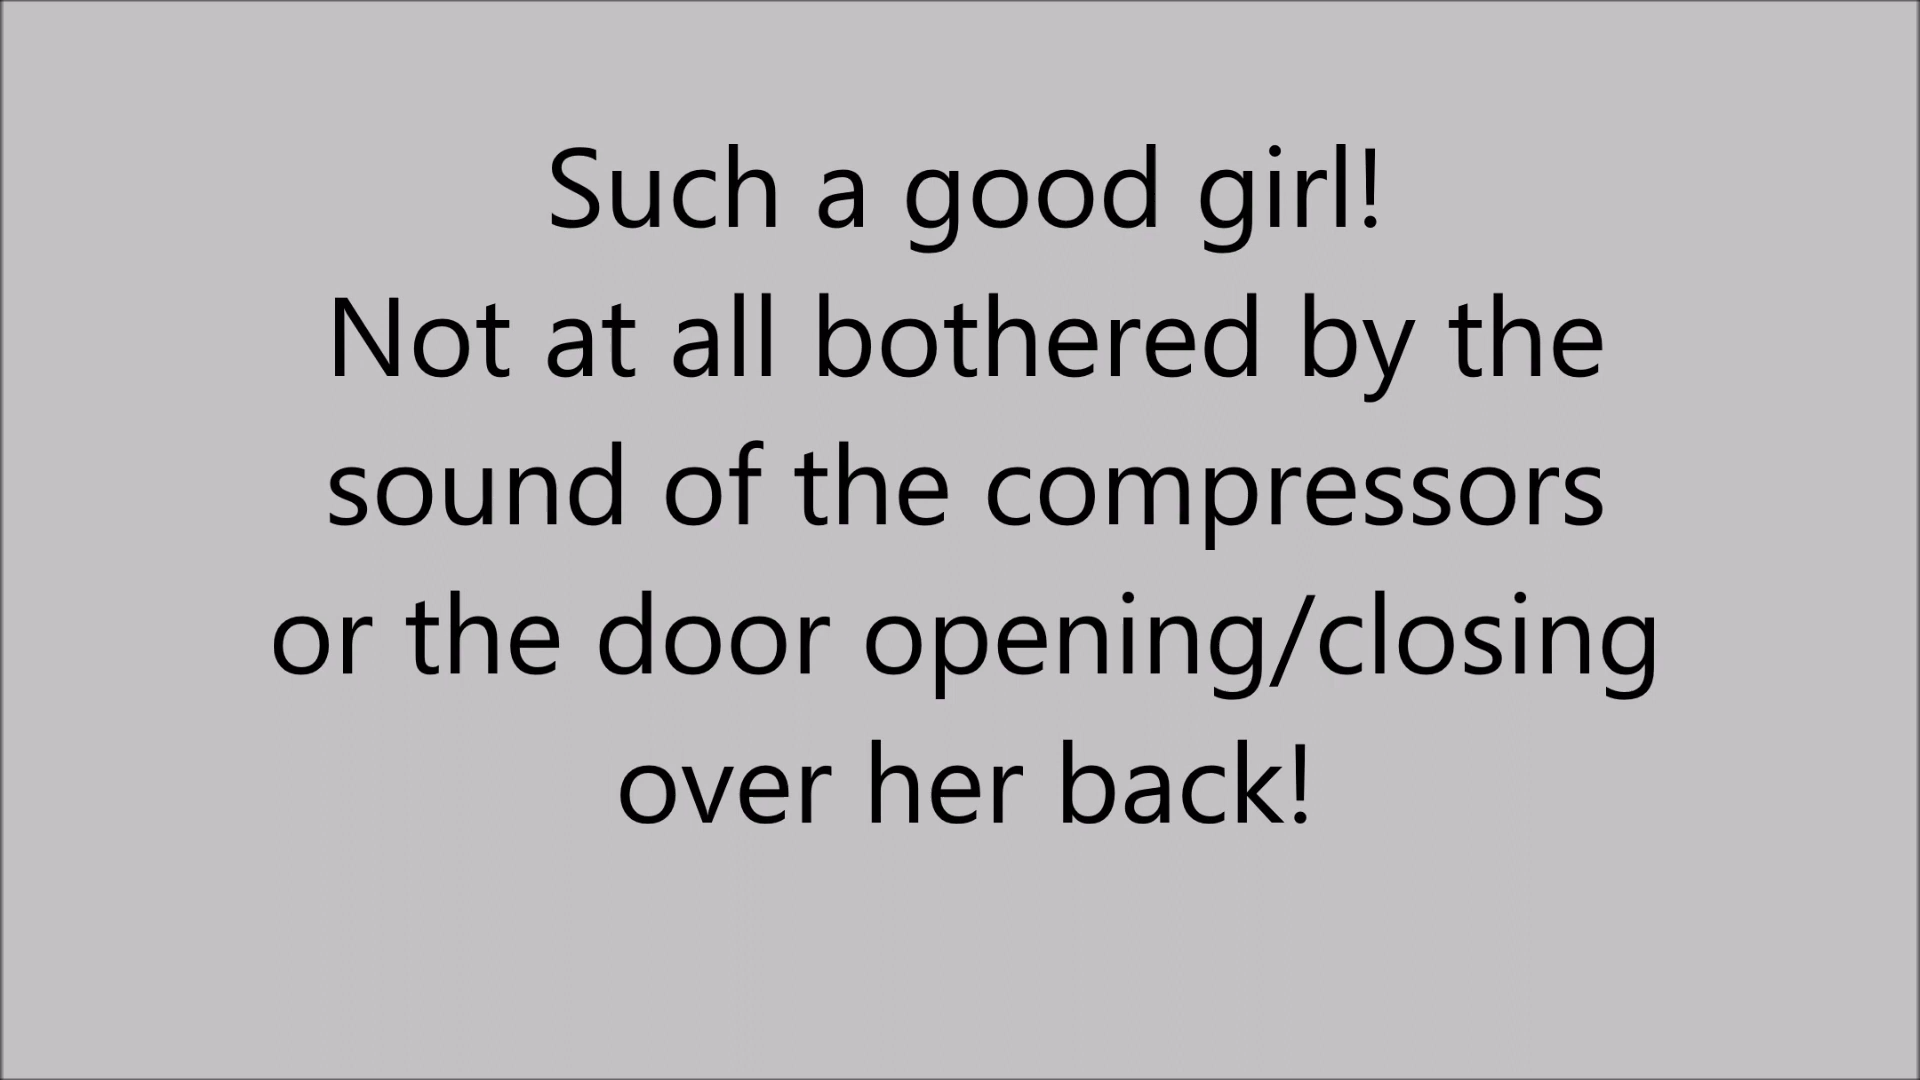 Such a good girl!
Not at all bothered by the
sound of the compressors
or the door opening/closing
over her back!